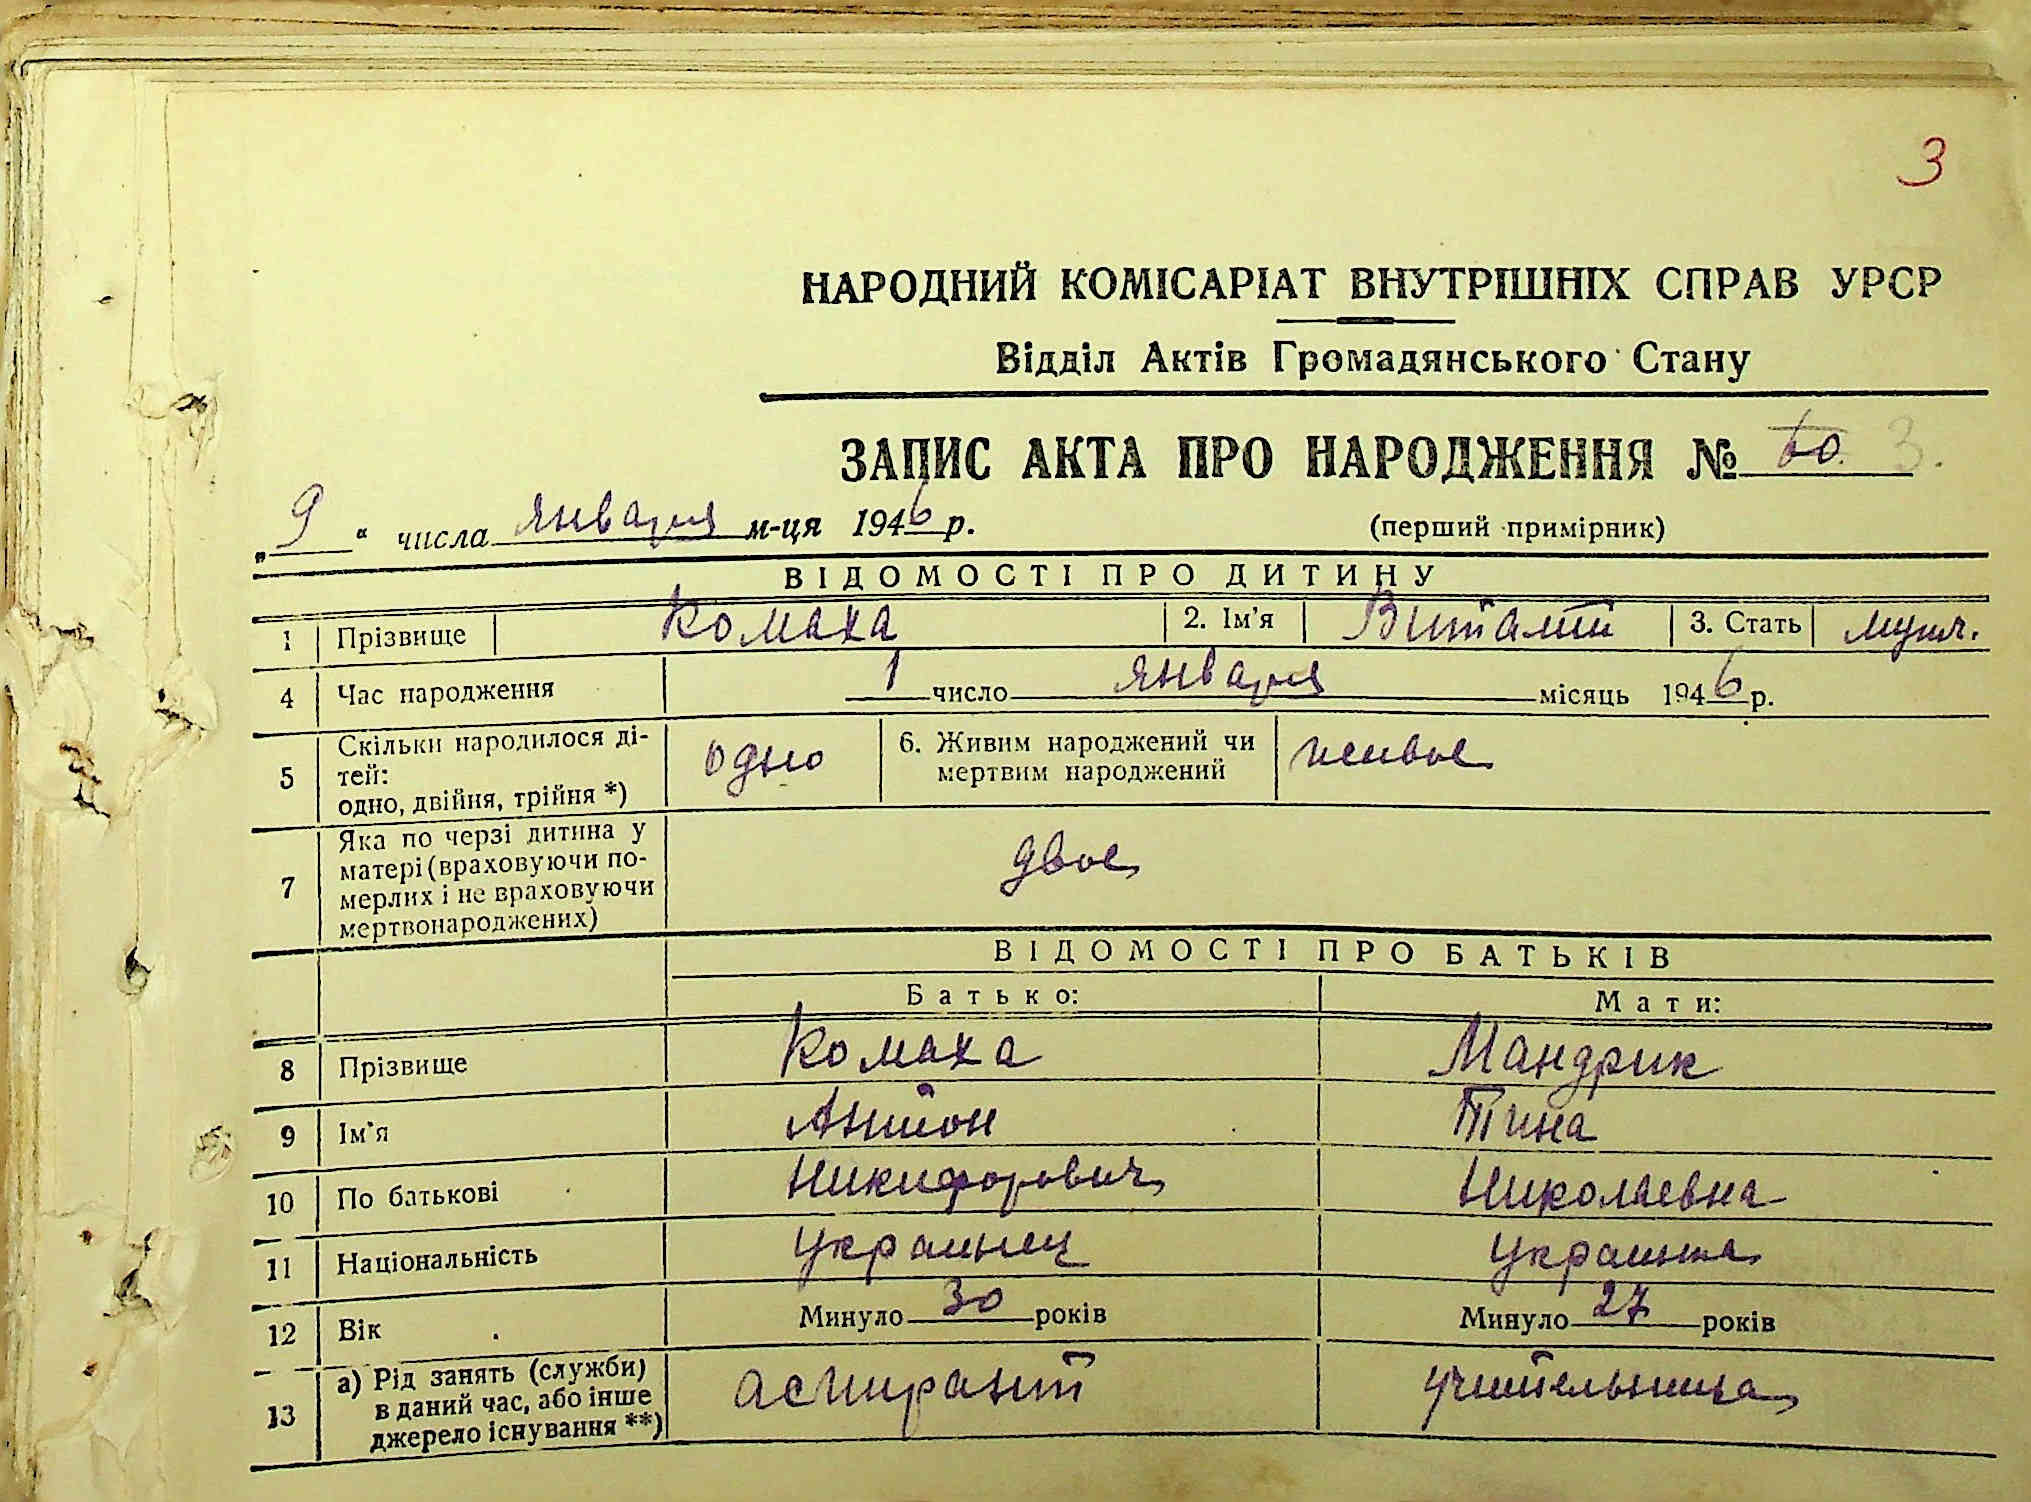 3
НАРОДНИЙ КОМІСАРІАТ ВНУТРІШНІХ СПРАВ УРСР
Відділ Актів Громадянського Стану
ЗАПИС АКТА ПРО НАРОДЖЕННЯ № 60. 3.
„9“ числа января м-ця 1946 р. (перший примірник)
ВІДОМОСТІ ПРО ДИТИНУ
1 Прізвище Комаха 2. Ім'я Виталий 3. Стать мужч.
4 Час народження 1 число января місяць 1946 р.
5 Скільки народилося ді-
тей:
одно, двійня, трійня *) одно 6. Живим народжений чи
мертвим народжений живое
7 Яка по черзі дитина у
матері (враховуючи по-
мерлих і не враховуючи
мертвонароджених) двое
ВІДОМОСТІ ПРО БАТЬКІВ
Батько: Мати:
8 Прізвище Комаха Мандрик
9 Ім'я Антон Тина
10 По батькові Никифорович Николаевна
11 Національність украинец украинка
12 Вік Минуло 30 років Минуло 27 років
13 а) Рід занять (служби)
в даний час, або інше
джерело існування **) аспирант учительница